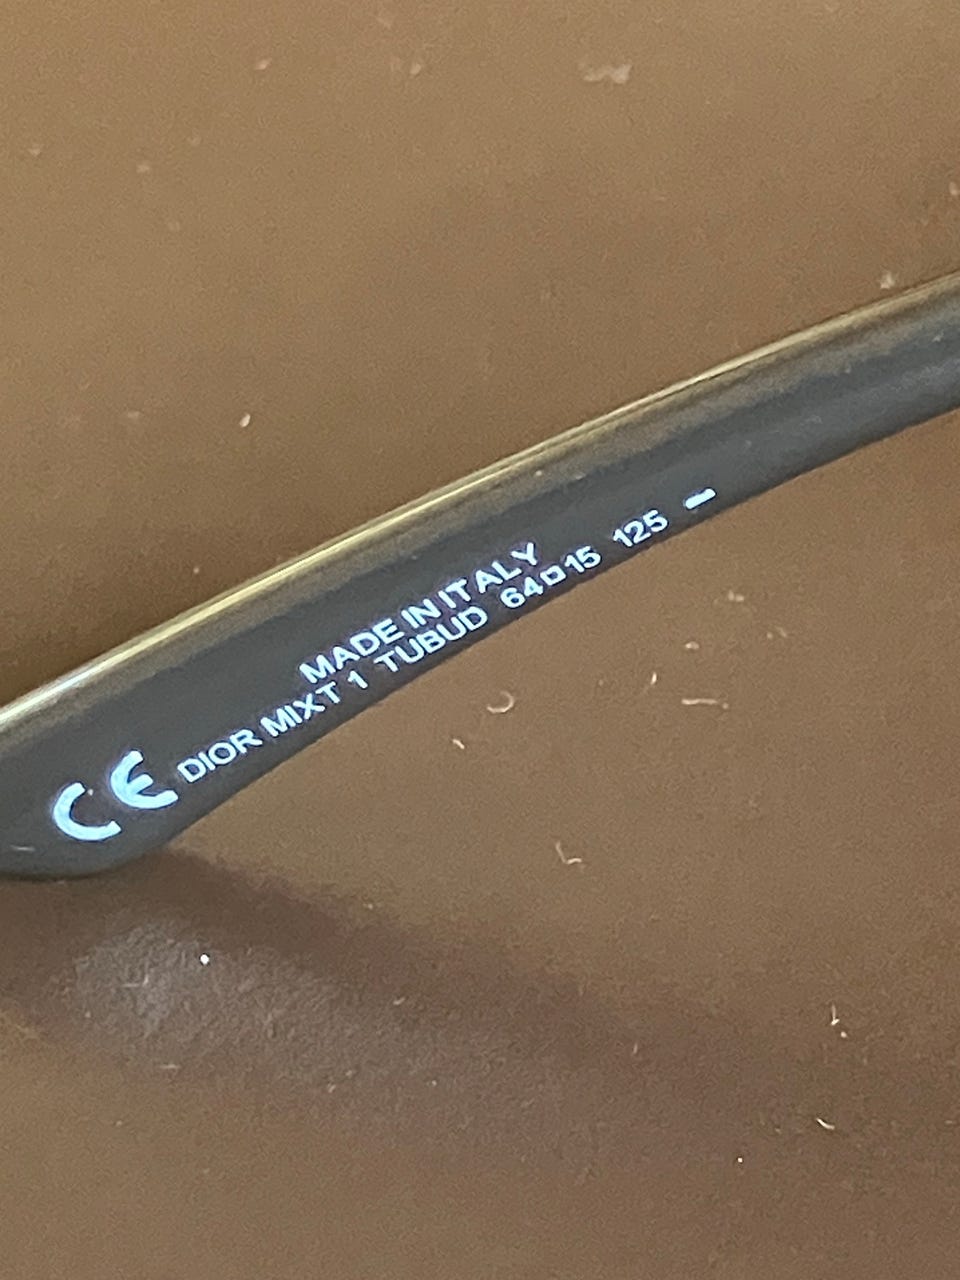 MADE IN ITALY
CE DIOR MIXT 1 TUBUD 64□15 125